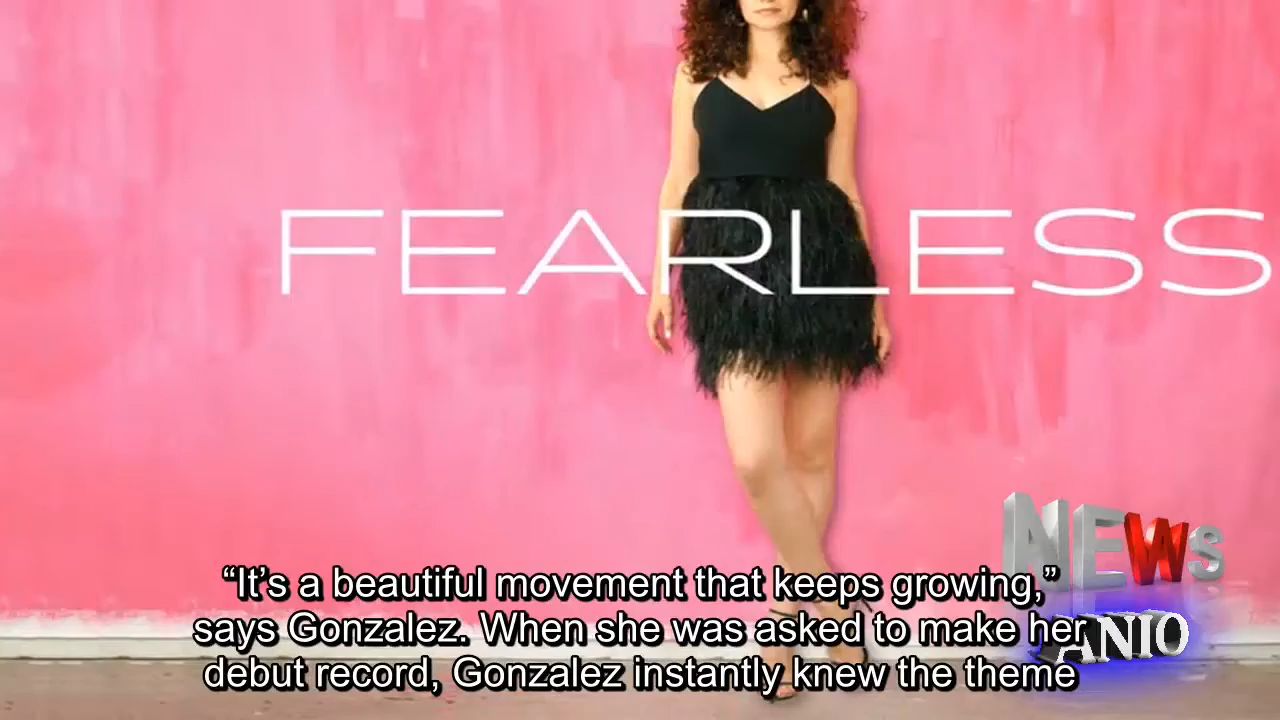 FEARLESS
NEWS
ANIO
“It’s a beautiful movement that keeps growing,”
says Gonzalez. When she was asked to make her
debut record, Gonzalez instantly knew the theme